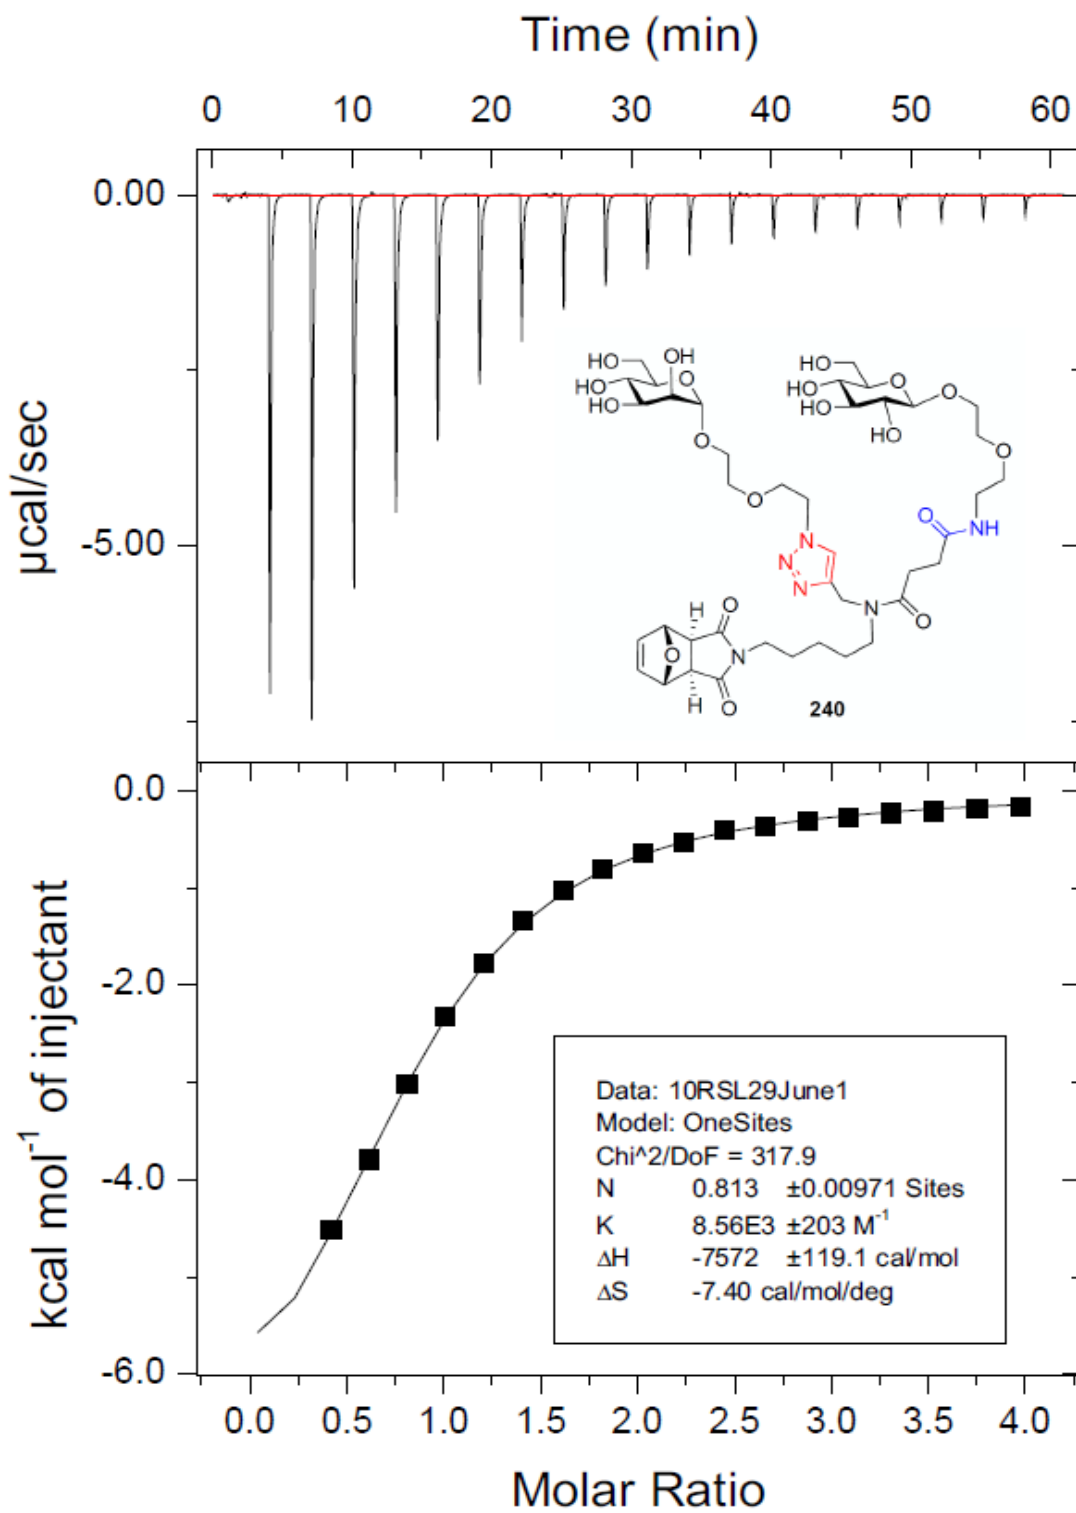 Time (min)
0 10 20 30 40 50 60
0.00
-5.00
µcal/sec
HO OH
HO O
HO
O
O
HO
HO O O
HO
HO
O
O NH
N
N
N
N
O
H O
O N
H O
240
0.0
-2.0
-4.0
-6.0
kcal mol⁻¹ of injectant
Data: 10RSL29June1
Model: OneSites
Chi^2/DoF = 317.9
N 0.813 ±0.00971 Sites
K 8.56E3 ±203 M⁻¹
ΔH -7572 ±119.1 cal/mol
ΔS -7.40 cal/mol/deg
0.0 0.5 1.0 1.5 2.0 2.5 3.0 3.5 4.0
Molar Ratio